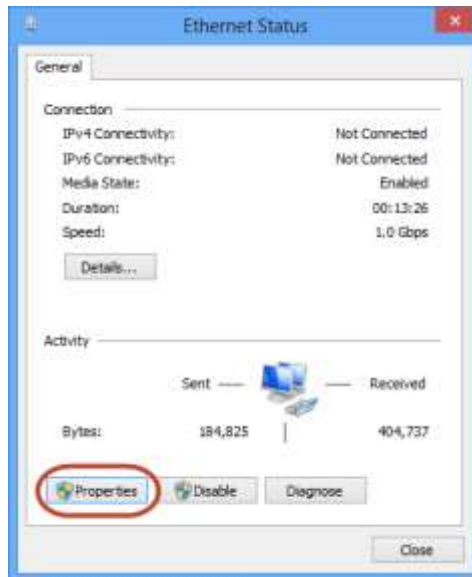 Ethernet Status
General
Connection
IPv4 Connectivity: Not Connected
IPv6 Connectivity: Not Connected
Media State: Enabled
Duration: 00:13:26
Speed: 1.0 Gbps
Details...
Activity
Sent Received
Bytes: 184,825 404,737
Properties Disable Diagnose
Close